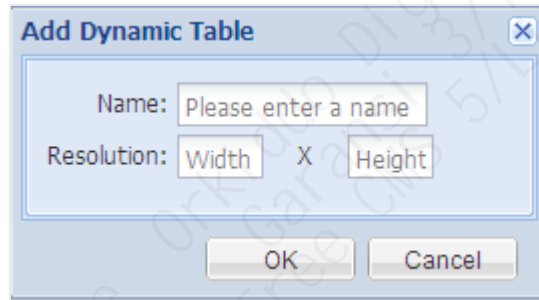 Add Dynamic Table
Name: Please enter a name
Resolution: Width X Height
OK Cancel